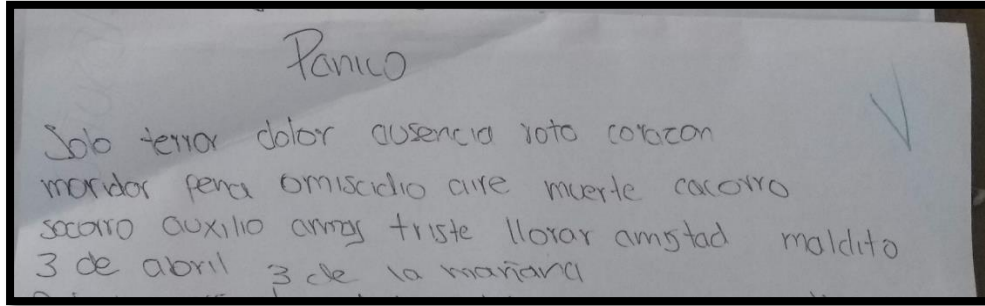 Panico
Solo terror dolor ausencia roto corazon
mordor pena omiscidio aire muerte cacorro
socorro auxilio amos triste llorar amistad maldito
3 de abril 3 de la mañana